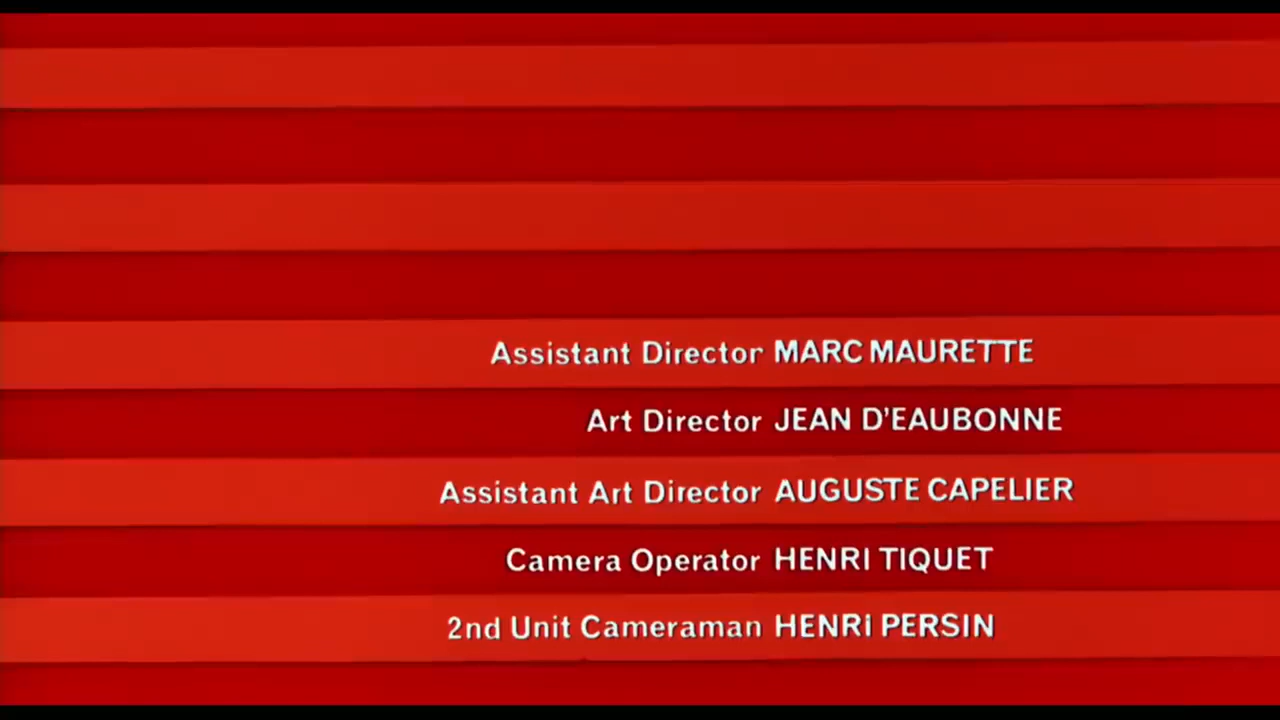 Assistant Director MARC MAURETTE
Art Director JEAN D'EAUBONNE
Assistant Art Director AUGUSTE CAPELIER
Camera Operator HENRI TIQUET
2nd Unit Cameraman HENRI PERSIN